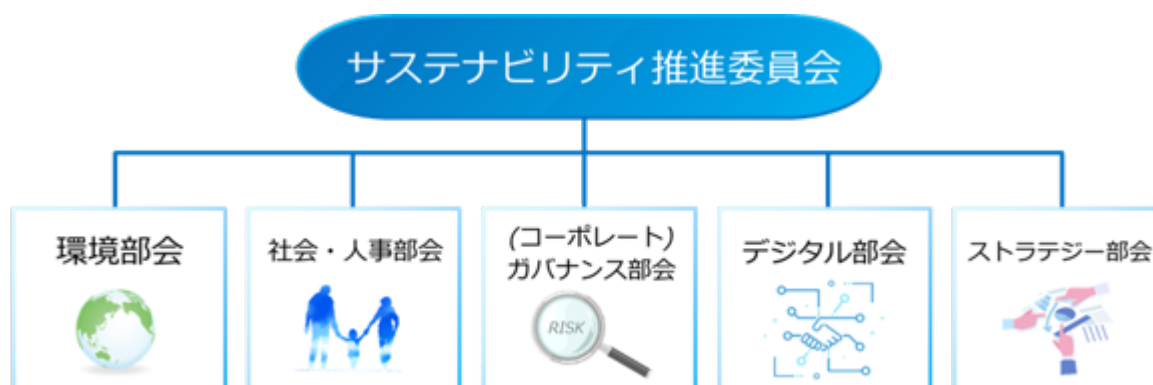 サステナビリティ推進委員会
環境部会
社会・人事部会
(コーポレート)
ガバナンス部会
デジタル部会
ストラテジー部会
RISK